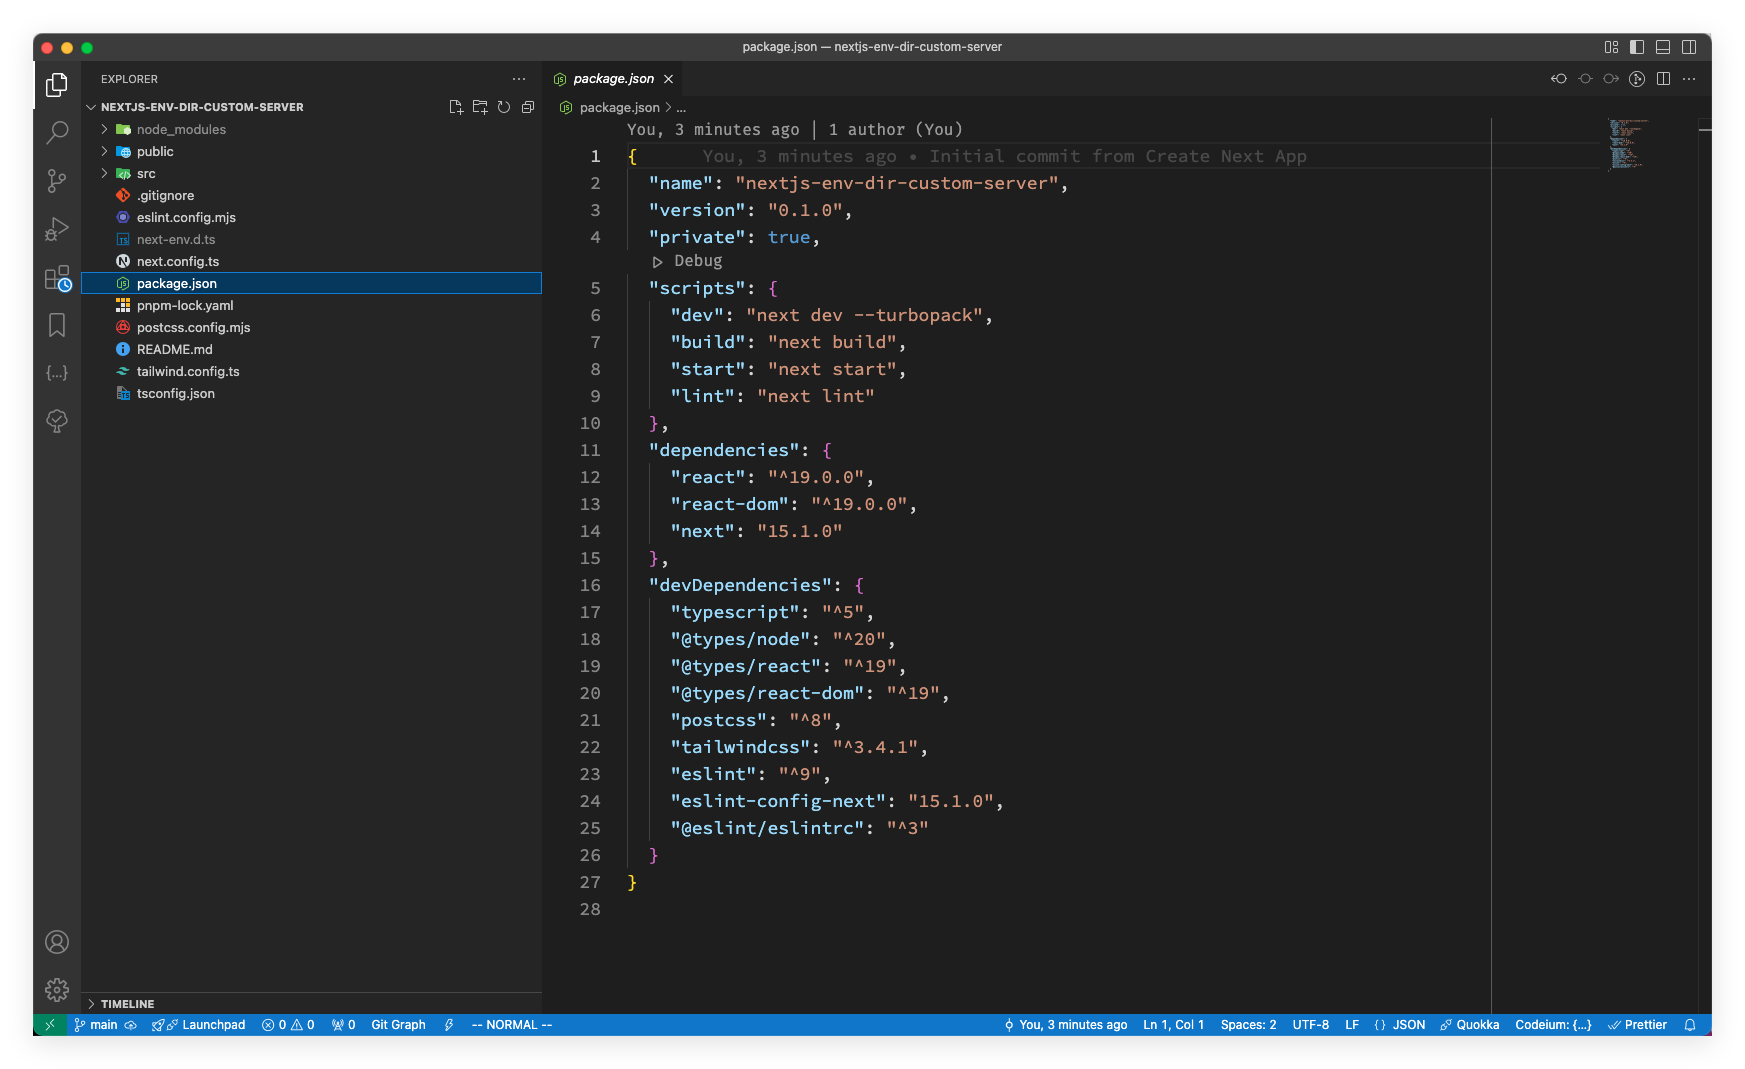 package.json — nextjs-env-dir-custom-server
EXPLORER
NEXTJS-ENV-DIR-CUSTOM-SERVER
node_modules
public
src
.gitignore
eslint.config.mjs
next-env.d.ts
next.config.ts
package.json
pnpm-lock.yaml
postcss.config.mjs
README.md
tailwind.config.ts
tsconfig.json
TIMELINE
package.json
package.json > ...
You, 3 minutes ago | 1 author (You)
1 { You, 3 minutes ago • Initial commit from Create Next App
2 "name": "nextjs-env-dir-custom-server",
3 "version": "0.1.0",
4 "private": true,
Debug
5 "scripts": {
6 "dev": "next dev --turbopack",
7 "build": "next build",
8 "start": "next start",
9 "lint": "next lint"
10 },
11 "dependencies": {
12 "react": "^19.0.0",
13 "react-dom": "^19.0.0",
14 "next": "15.1.0"
15 },
16 "devDependencies": {
17 "typescript": "^5",
18 "@types/node": "^20",
19 "@types/react": "^19",
20 "@types/react-dom": "^19",
21 "postcss": "^8",
22 "tailwindcss": "^3.4.1",
23 "eslint": "^9",
24 "eslint-config-next": "15.1.0",
25 "@eslint/eslintrc": "^3"
26 }
27 }
28
main Launchpad 0 0 0 Git Graph -- NORMAL -- You, 3 minutes ago Ln 1, Col 1 Spaces: 2 UTF-8 LF {} JSON Quokka Codeium: {...} Prettier